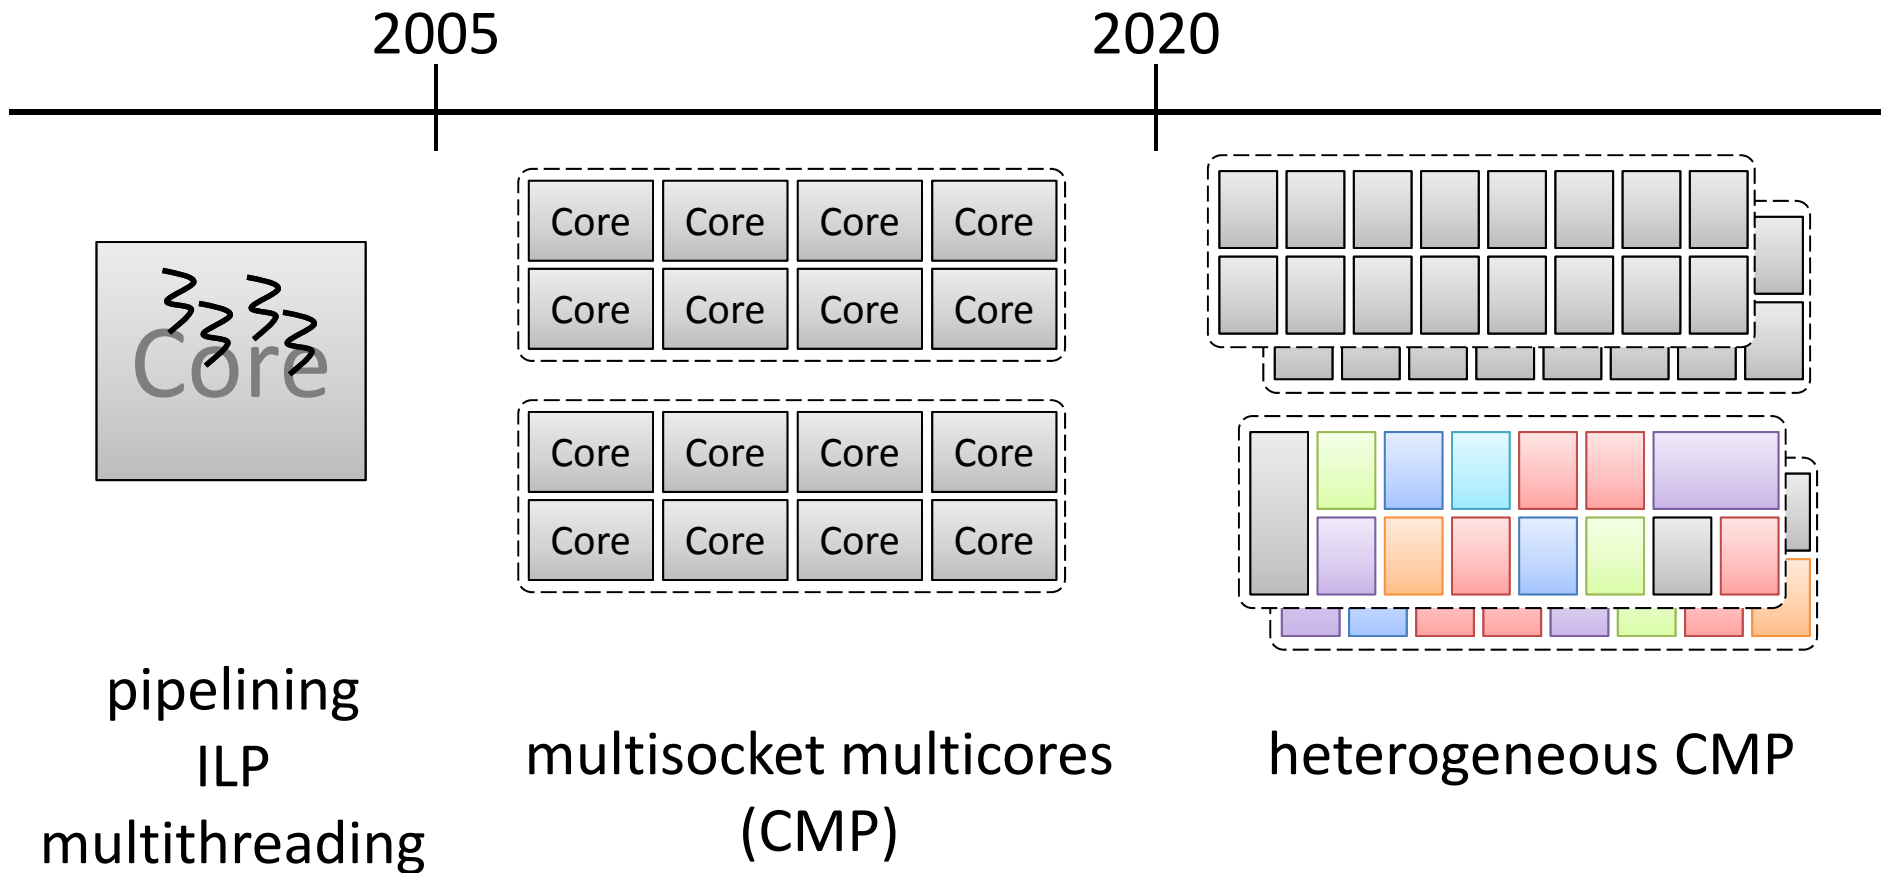 2005
2020
Core
Core Core Core Core
Core Core Core Core
Core Core Core Core
Core Core Core Core
pipelining
ILP
multithreading
multisocket multicores
(CMP)
heterogeneous CMP